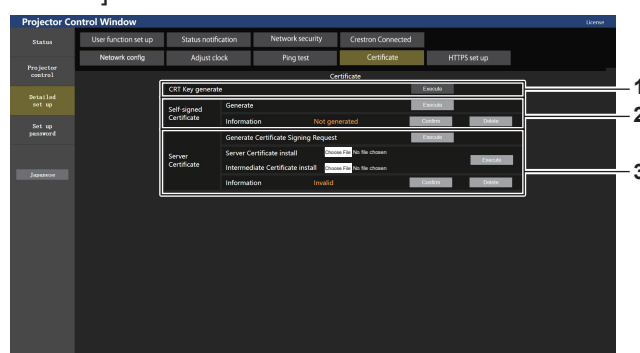 ]
Projector Control Window
License
Status
User function set up
Status notification
Network security
Crestron Connected
Netowrk config
Adjust clock
Ping test
Certificate
HTTPS set up
Projector
control
Detailed
set up
Set up
password
Japanese
Certificate
CRT Key generate
Execute
1
Self-signed
Certificate
Generate
Execute
2
Information
Not generated
Confirm
Delete
Server
Certificate
Generate Certificate Signing Request
Execute
Server Certificate install
Choose File No file chosen
Execute
Intermediate Certificate install
Choose File No file chosen
3
Information
Invalid
Confirm
Delete